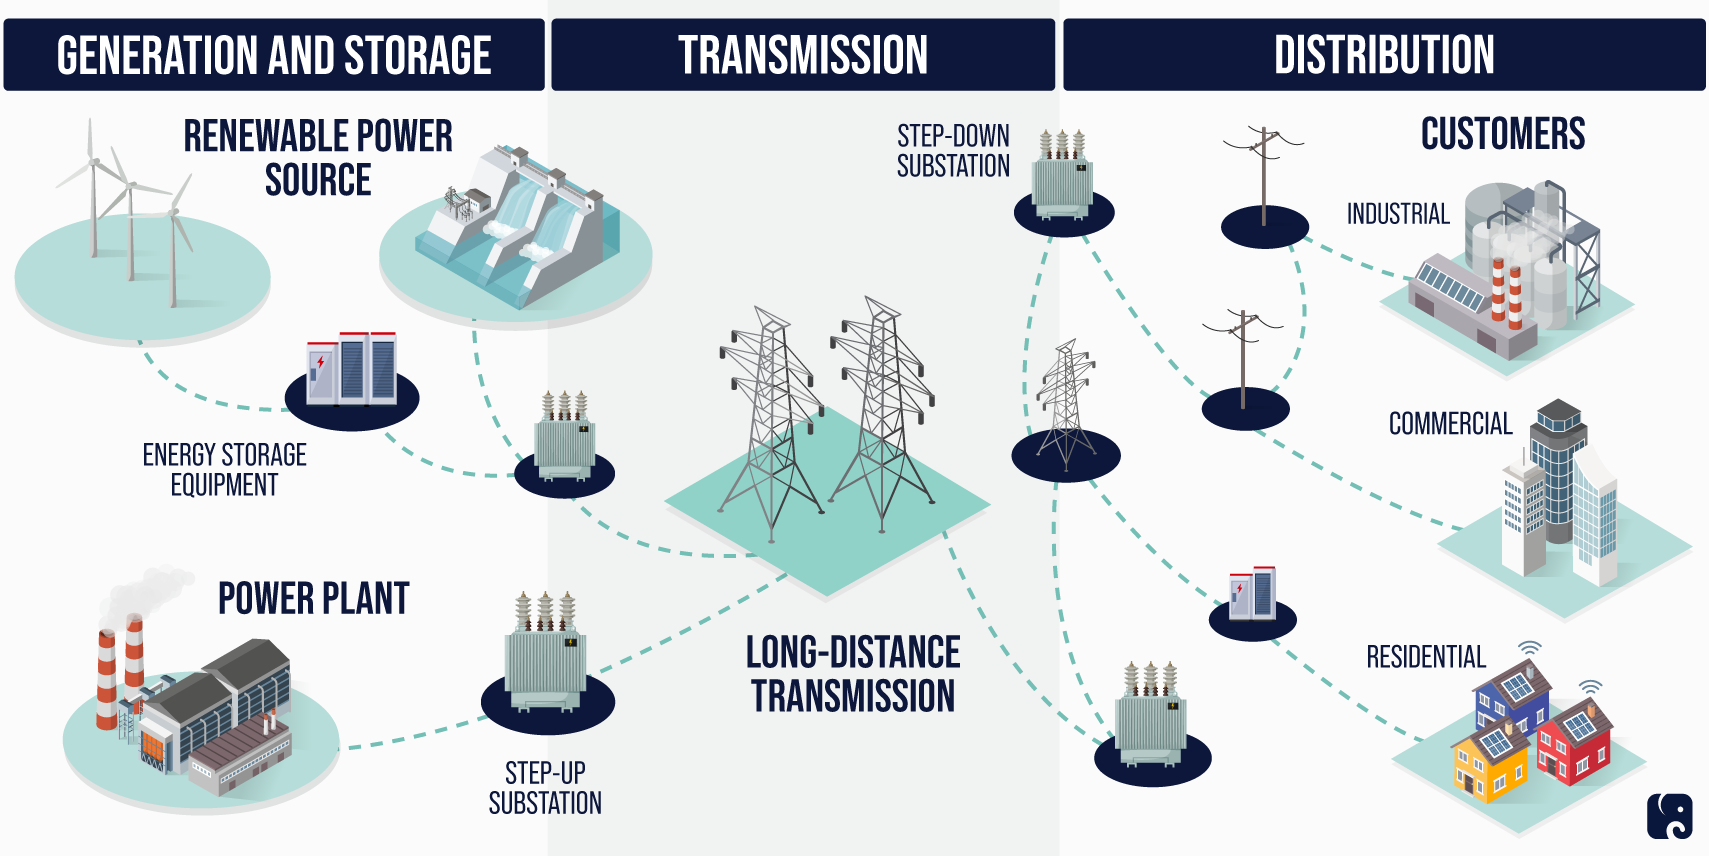 GENERATION AND STORAGE
TRANSMISSION
DISTRIBUTION
RENEWABLE POWER
SOURCE
ENERGY STORAGE
EQUIPMENT
POWER PLANT
STEP-UP
SUBSTATION
LONG-DISTANCE
TRANSMISSION
STEP-DOWN
SUBSTATION
CUSTOMERS
INDUSTRIAL
COMMERCIAL
RESIDENTIAL